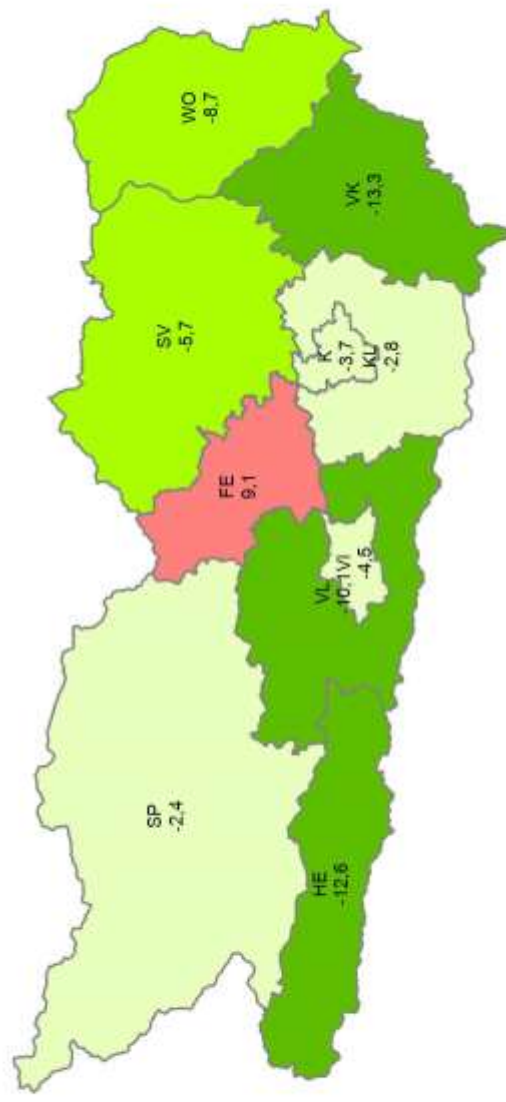 SP
-2,4
HE
-12,6
VL
-10,1
VI
-4,5
FE
9,1
SV
-5,7
K
-3,7
KL
-2,8
WO
-8,7
VK
-13,3